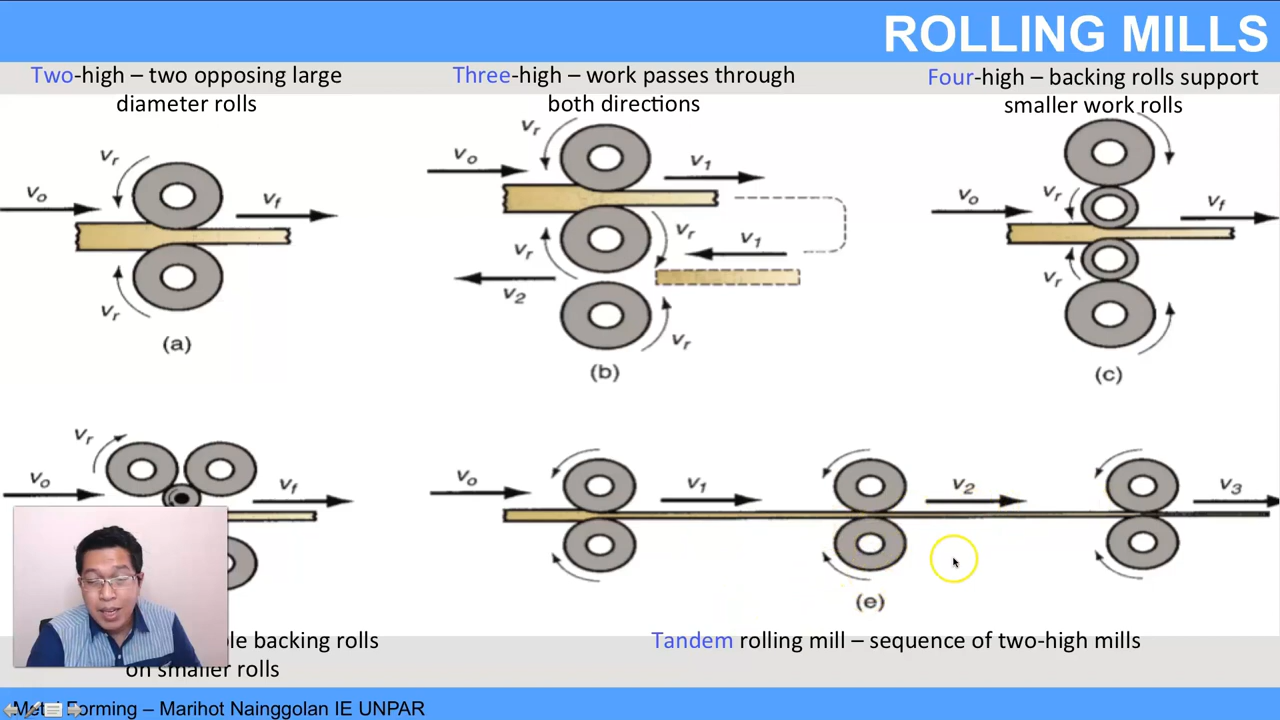 ROLLING MILLS
Two-high – two opposing large
diameter rolls
Three-high – work passes through
both directions
Four-high – backing rolls support
smaller work rolls
vr
vo
vf
vr
(a)
vr
vo
v1
vr
vr
v1
v2
vr
(b)
vo
vr
vf
vr
(c)
vr
vo
vf
vo
v1
v2
v3
(e)
backing rolls
on smaller rolls
Tandem rolling mill – sequence of two-high mills
Forming – Marihot Nainggolan IE UNPAR